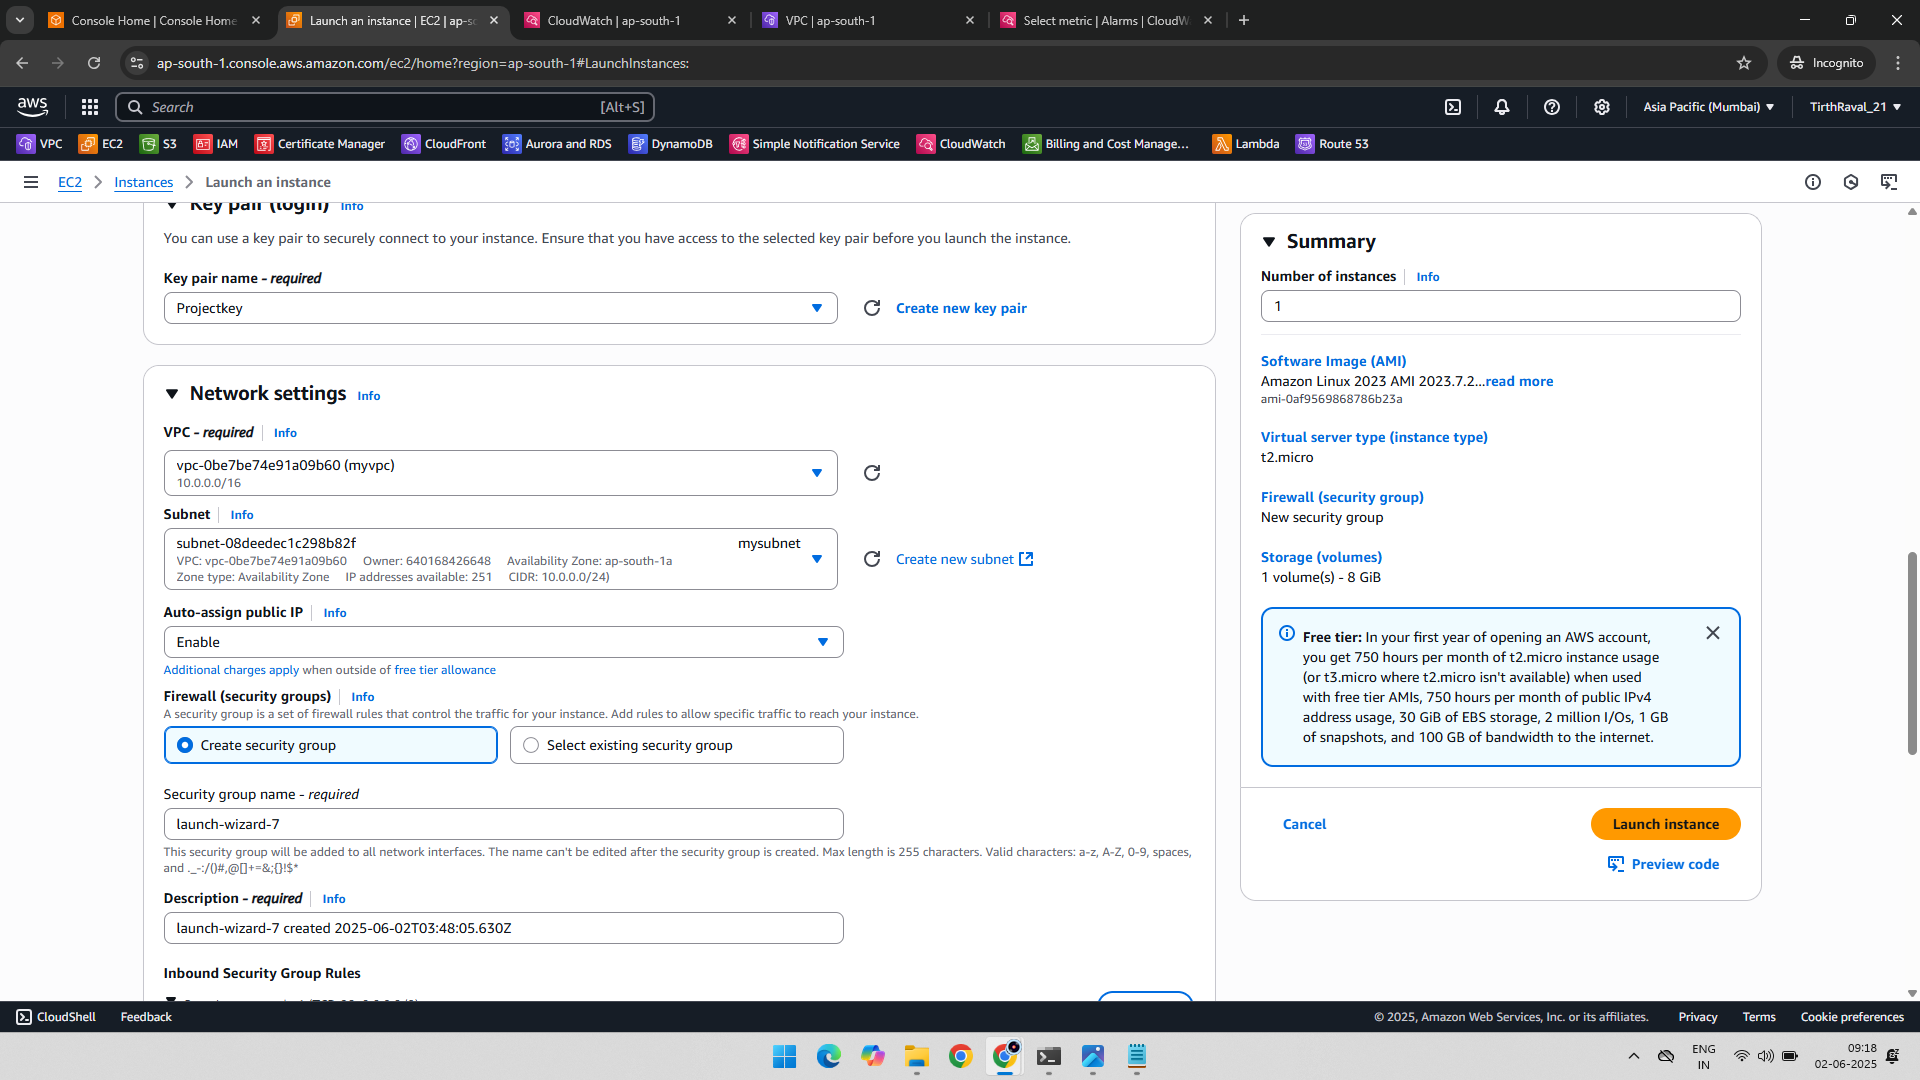 Console Home | Console Home
Launch an instance | EC2 | ap-sc
CloudWatch | ap-south-1
VPC | ap-south-1
Select metric | Alarms | CloudW
ap-south-1.console.aws.amazon.com/ec2/home?region=ap-south-1#LaunchInstances:
Incognito
aws
Search
[Alt+S]
Asia Pacific (Mumbai)
TirthRaval_21
VPC
EC2
S3
IAM
Certificate Manager
CloudFront
Aurora and RDS
DynamoDB
Simple Notification Service
CloudWatch
Billing and Cost Manage...
Lambda
Route 53
EC2
Instances
Launch an instance
Key pair (login) Info
You can use a key pair to securely connect to your instance. Ensure that you have access to the selected key pair before you launch the instance.
Key pair name - required
Projectkey
Create new key pair
Network settings Info
VPC - required Info
vpc-0be7be74e91a09b60 (myvpc)
10.0.0.0/16
Subnet Info
subnet-08deedec1c298b82f mysubnet
VPC: vpc-0be7be74e91a09b60 Owner: 640168426648 Availability Zone: ap-south-1a
Zone type: Availability Zone IP addresses available: 251 CIDR: 10.0.0.0/24)
Create new subnet
Auto-assign public IP Info
Enable
Additional charges apply when outside of free tier allowance
Firewall (security groups) Info
A security group is a set of firewall rules that control the traffic for your instance. Add rules to allow specific traffic to reach your instance.
Create security group
Select existing security group
Security group name - required
launch-wizard-7
This security group will be added to all network interfaces. The name can't be edited after the security group is created. Max length is 255 characters. Valid characters: a-z, A-Z, 0-9, spaces,
and ._-:/()#,@[]+=&;{}!$*
Description - required Info
launch-wizard-7 created 2025-06-02T03:48:05.630Z
Inbound Security Group Rules
Summary
Number of instances Info
1
Software Image (AMI)
Amazon Linux 2023 AMI 2023.7.2...read more
ami-0af9569868786b23a
Virtual server type (instance type)
t2.micro
Firewall (security group)
New security group
Storage (volumes)
1 volume(s) - 8 GiB
Free tier: In your first year of opening an AWS account,
you get 750 hours per month of t2.micro instance usage
(or t3.micro where t2.micro isn't available) when used
with free tier AMIs, 750 hours per month of public IPv4
address usage, 30 GiB of EBS storage, 2 million I/Os, 1 GB
of snapshots, and 100 GB of bandwidth to the internet.
Cancel
Launch instance
Preview code
CloudShell
Feedback
© 2025, Amazon Web Services, Inc. or its affiliates.
Privacy
Terms
Cookie preferences
ENG
IN
09:18
02-06-2025